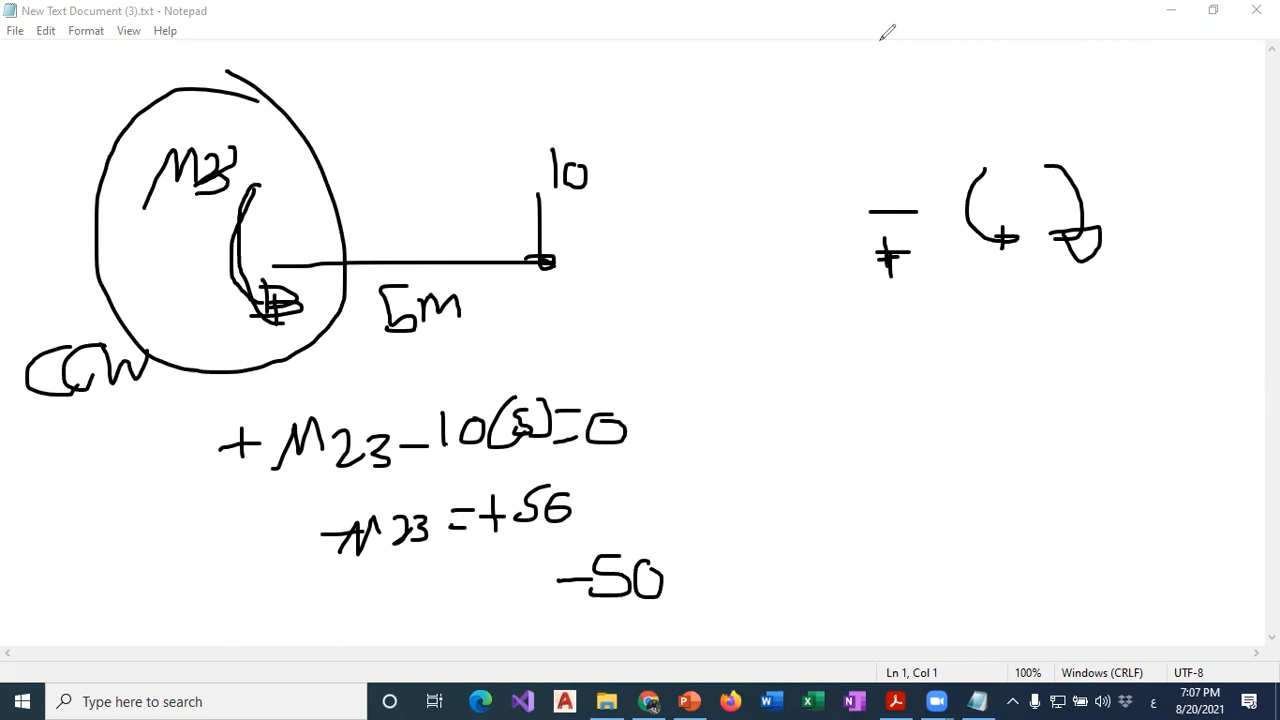 New Text Document (3).txt - Notepad
File Edit Format View Help
M23
10
- +
+
5m
CCW
+ M23 - 10(5) = 0
-M23 = +50
-50
Ln 1, Col 1 100% Windows (CRLF) UTF-8
Type here to search
ع
7:07 PM
8/20/2021